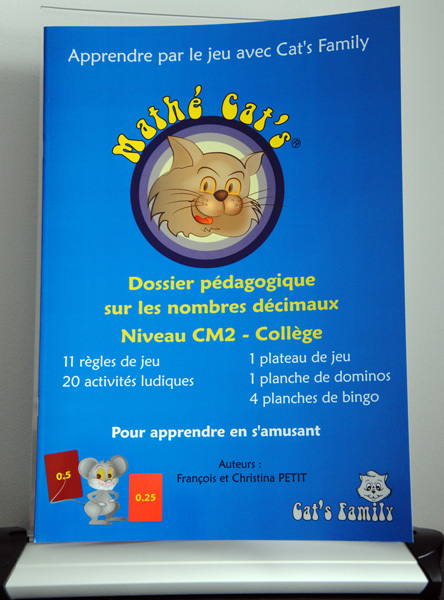 Apprendre par le jeu avec Cat's Family
Mathé Cat's®
Dossier pédagogique
sur les nombres décimaux
Niveau CM2 - Collège
11 règles de jeu
20 activités ludiques
1 plateau de jeu
1 planche de dominos
4 planches de bingo
Pour apprendre en s'amusant
Auteurs :
François et Christina PETIT
0,5
0,25
Cat's Family